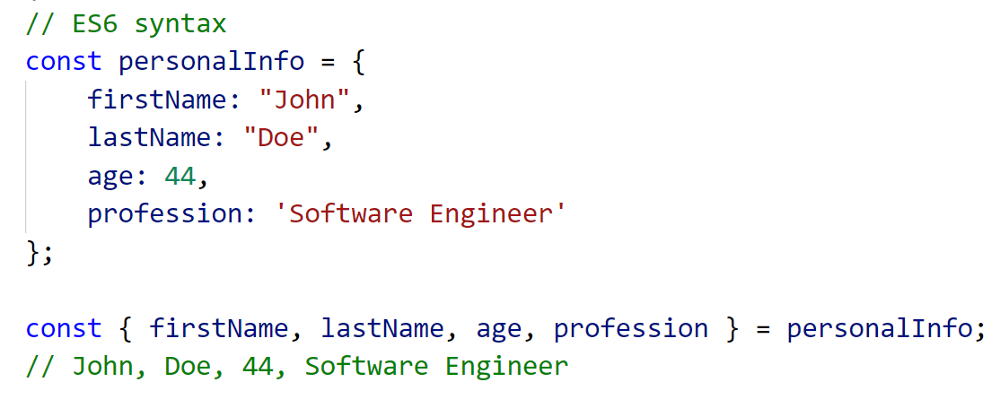 // ES6 syntax
const personalInfo = {
    firstName: "John",
    lastName: "Doe",
    age: 44,
    profession: 'Software Engineer'
};

const { firstName, lastName, age, profession } = personalInfo;
// John, Doe, 44, Software Engineer